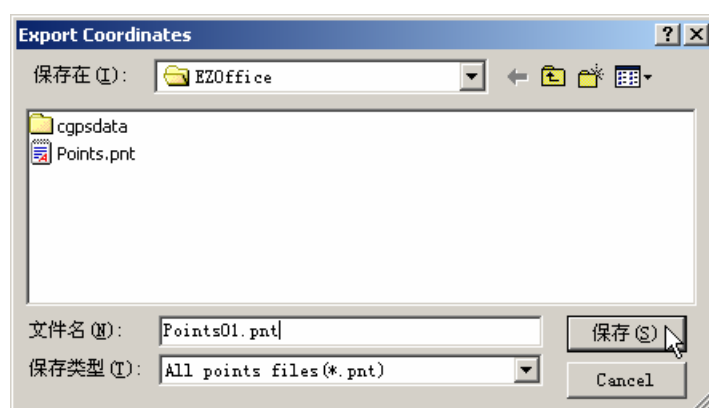 Export Coordinates
保存在(I): EZOffice
cgpsdata
Points.pnt
文件名(N): Points01.pnt 保存(S)
保存类型(T): All points files(*.pnt) Cancel